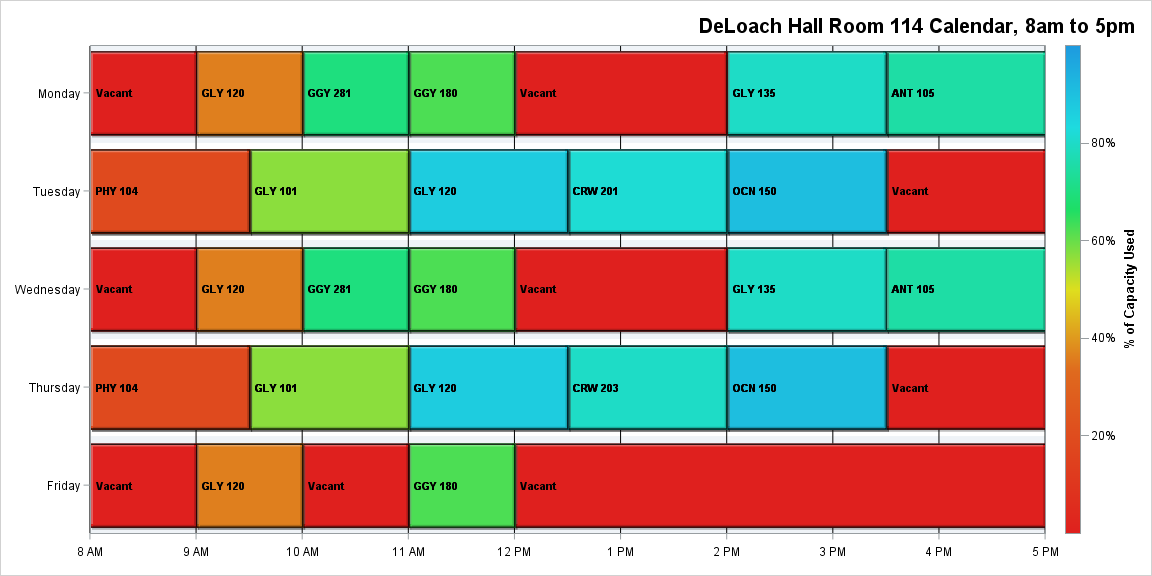 DeLoach Hall Room 114 Calendar, 8am to 5pm
Monday
Vacant
GLY 120
GGY 281
GGY 180
Vacant
GLY 135
ANT 105
Tuesday
PHY 104
GLY 101
GLY 120
CRW 201
OCN 150
Vacant
Wednesday
Vacant
GLY 120
GGY 281
GGY 180
Vacant
GLY 135
ANT 105
Thursday
PHY 104
GLY 101
GLY 120
CRW 203
OCN 150
Vacant
Friday
Vacant
GLY 120
Vacant
GGY 180
Vacant
8 AM
9 AM
10 AM
11 AM
12 PM
1 PM
2 PM
3 PM
4 PM
5 PM
80%
60%
40%
20%
% of Capacity Used